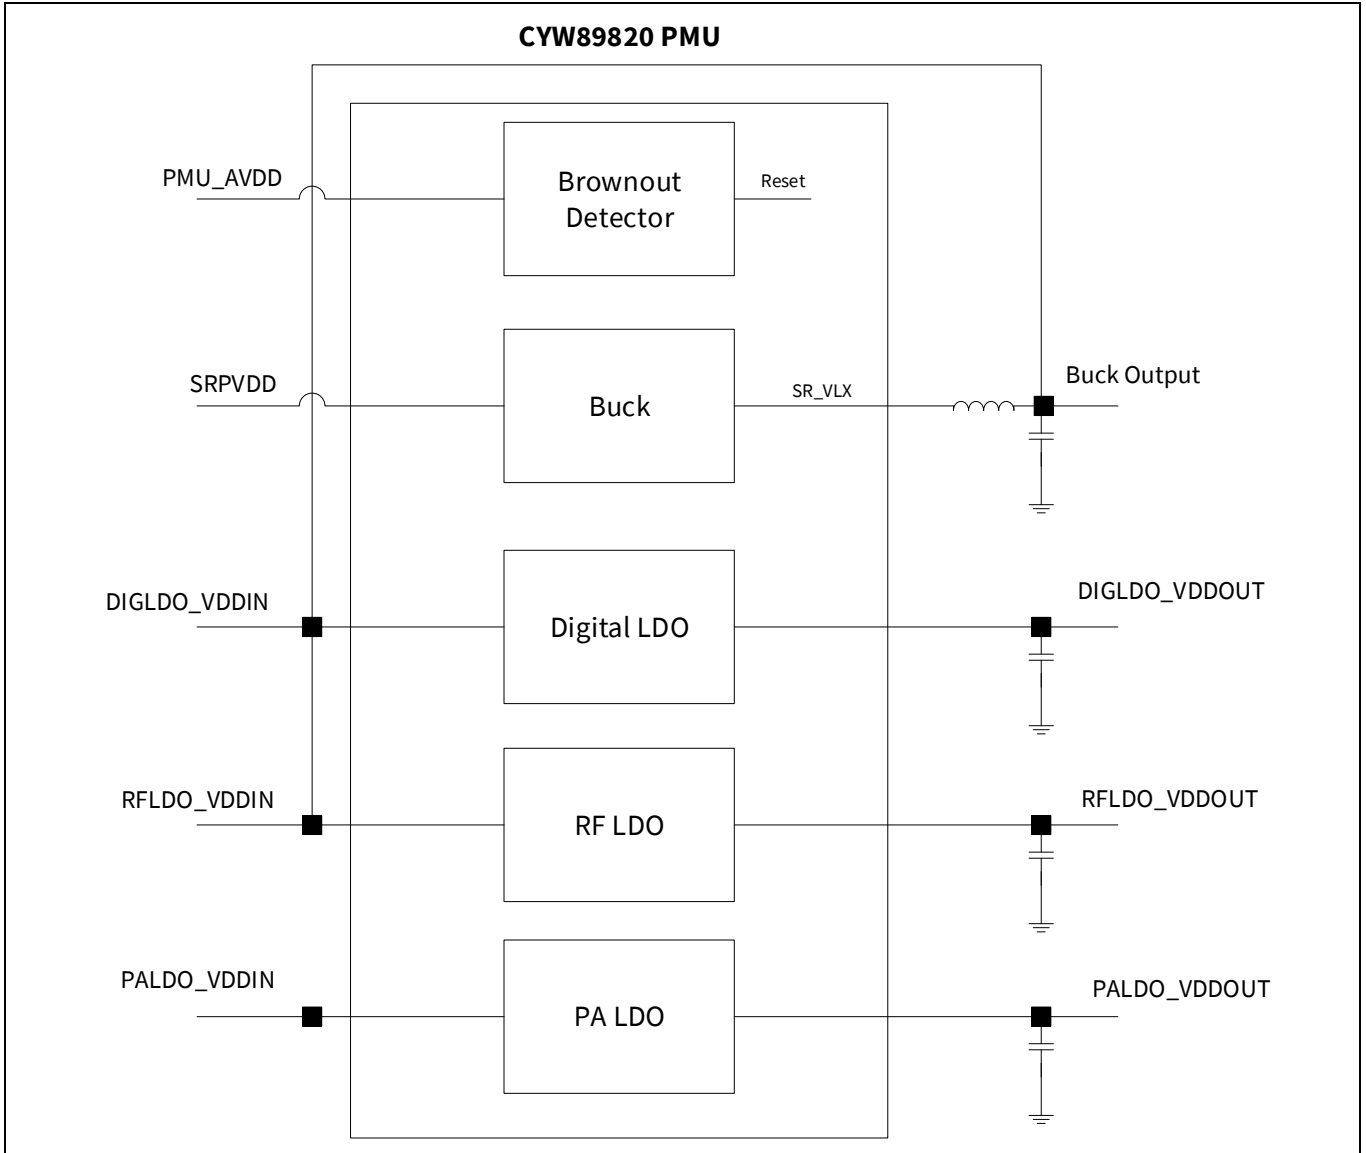 CYW89820 PMU
PMU_AVDD
Brownout
Detector
Reset
SRPVDD
Buck
SR_VLX
Buck Output
DIGLDO_VDDIN
Digital LDO
DIGLDO_VDDOUT
RFLDO_VDDIN
RF LDO
RFLDO_VDDOUT
PALDO_VDDIN
PA LDO
PALDO_VDDOUT